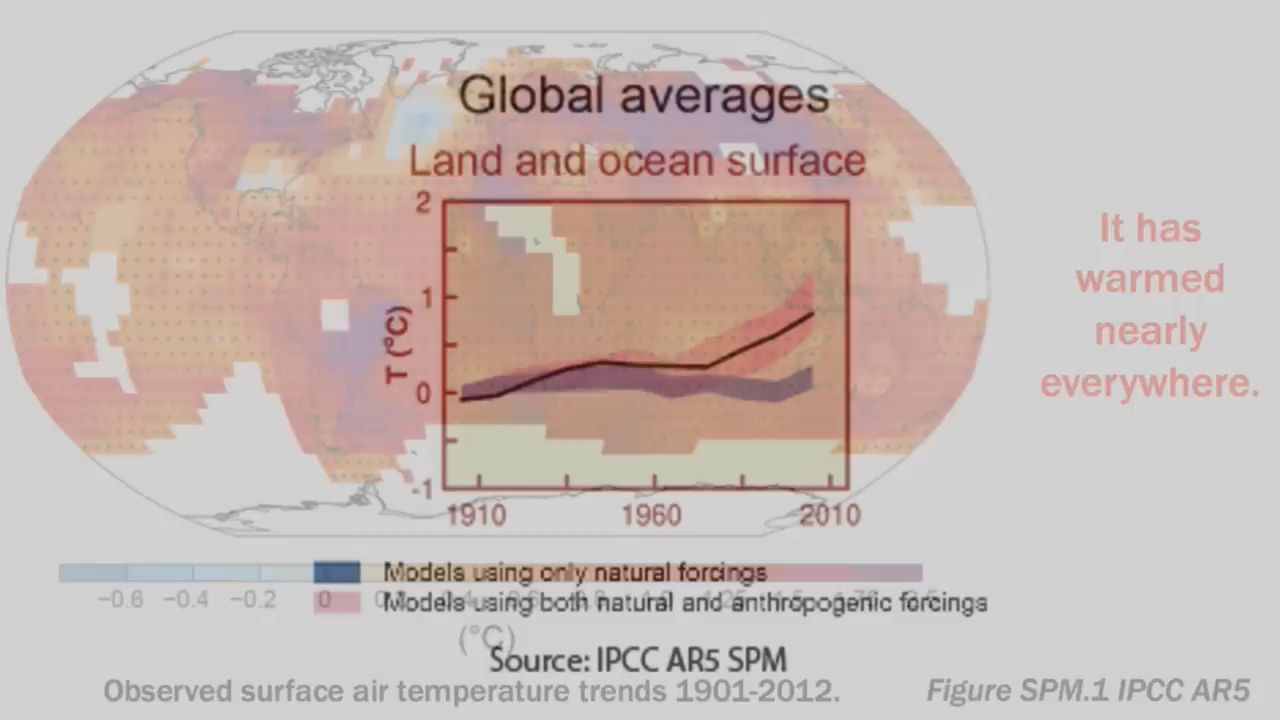 Global averages
Land and ocean surface
2
1
0
-1
T (°C)
1910 1960 2010
It has
warmed
nearly
everywhere.
Models using only natural forcings
−0.6 −0.4 −0.2 0
Models using both natural and anthropogenic forcings
(°C)
Source: IPCC AR5 SPM
Observed surface air temperature trends 1901-2012.
Figure SPM.1 IPCC AR5